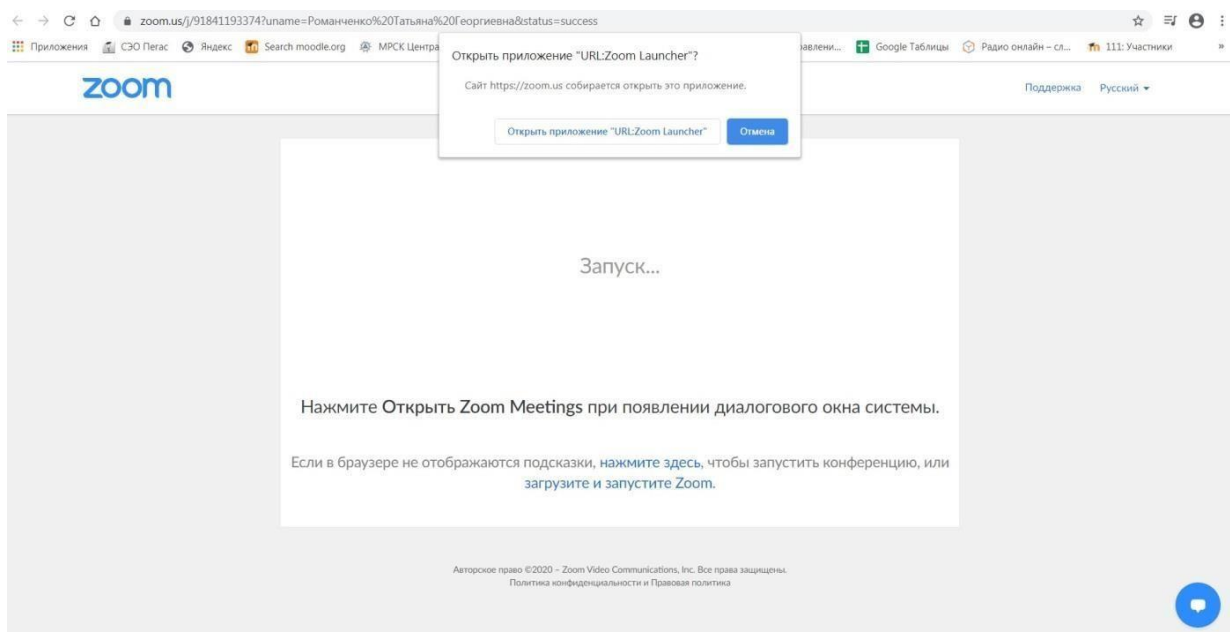 zoom.us/j/91841193374?uname=Романченко%20Татьяна%20Георгиевна&status=success
Приложения СЭО Пегас Яндекс Search moodle.org МРСК Центра Google Таблицы Радио онлайн – сл... 111: Участники »
Открыть приложение "URL:Zoom Launcher"?
Сайт https://zoom.us собирается открыть это приложение.
Открыть приложение "URL:Zoom Launcher" Отмена
zoom Поддержка Русский
Запуск...
Нажмите Открыть Zoom Meetings при появлении диалогового окна системы.
Если в браузере не отображаются подсказки, нажмите здесь, чтобы запустить конференцию, или
загрузите и запустите Zoom.
Авторское право ©2020 – Zoom Video Communications, Inc. Все права защищены.
Политика конфиденциальности и Правовая политика